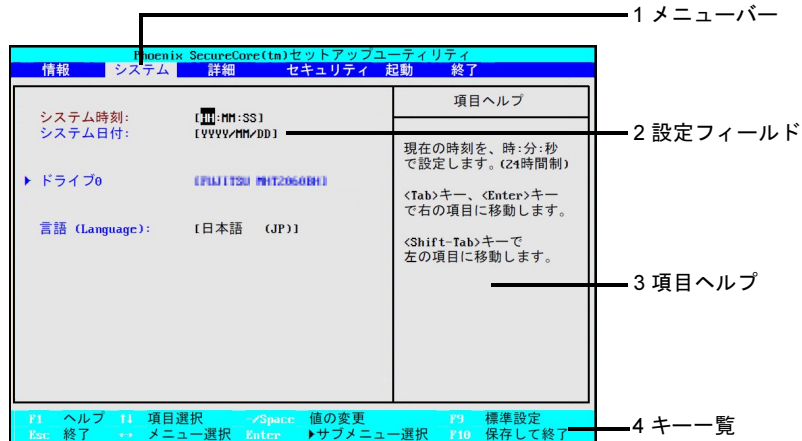 1 メニューバー
Phoenix SecureCore(tm)セットアップユーティリティ
情報 システム 詳細 セキュリティ 起動 終了
項目ヘルプ
システム時刻: [HH:MM:SS]
システム日付: [YYYY/MM/DD]
2 設定フィールド
現在の時刻を、時:分:秒
で設定します。(24時間制)
ドライブ0 [FUJITSU MHT2060BH]
<Tab>キー、<Enter>キー
で右の項目に移動します。
言語 (Language): [日本語 (JP)]
<Shift-Tab>キーで
左の項目に移動します。
3 項目ヘルプ
F1 ヘルプ ↑↓ 項目選択 -/Space 値の変更 F9 標準設定
Esc 終了 ↔ メニュー選択 Enter ▶サブメニュー選択 F10 保存して終了
4 キー一覧